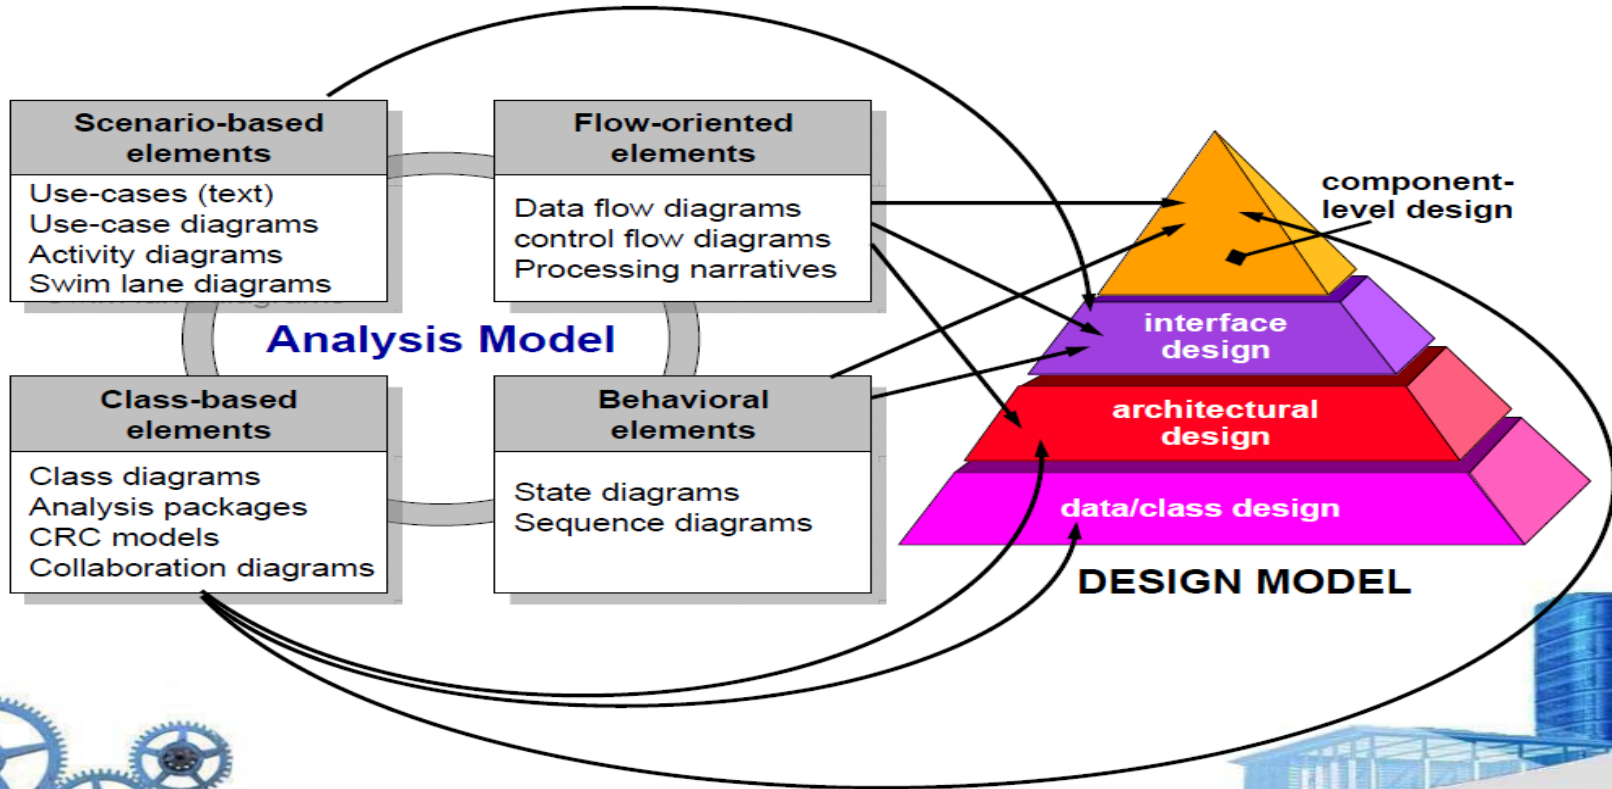 Scenario-based
elements
Use-cases (text)
Use-case diagrams
Activity diagrams
Swim lane diagrams
Flow-oriented
elements
Data flow diagrams
control flow diagrams
Processing narratives
Analysis Model
Class-based
elements
Class diagrams
Analysis packages
CRC models
Collaboration diagrams
Behavioral
elements
State diagrams
Sequence diagrams
component-
level design
interface
design
architectural
design
data/class design
DESIGN MODEL